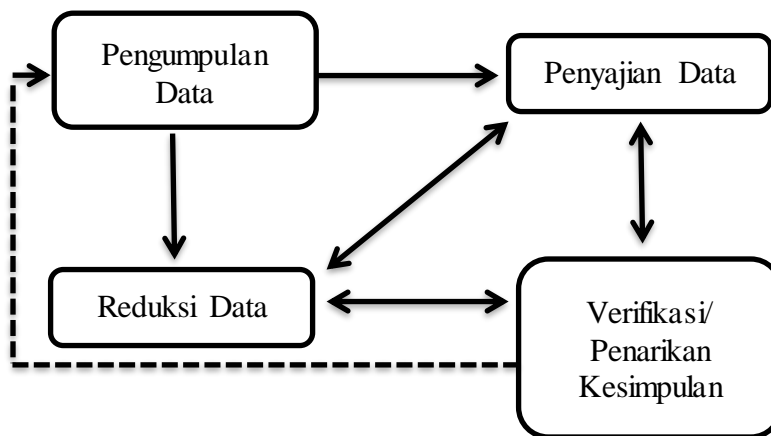 Pengumpulan
Data
Penyajian Data
Reduksi Data
Verifikasi/
Penarikan
Kesimpulan